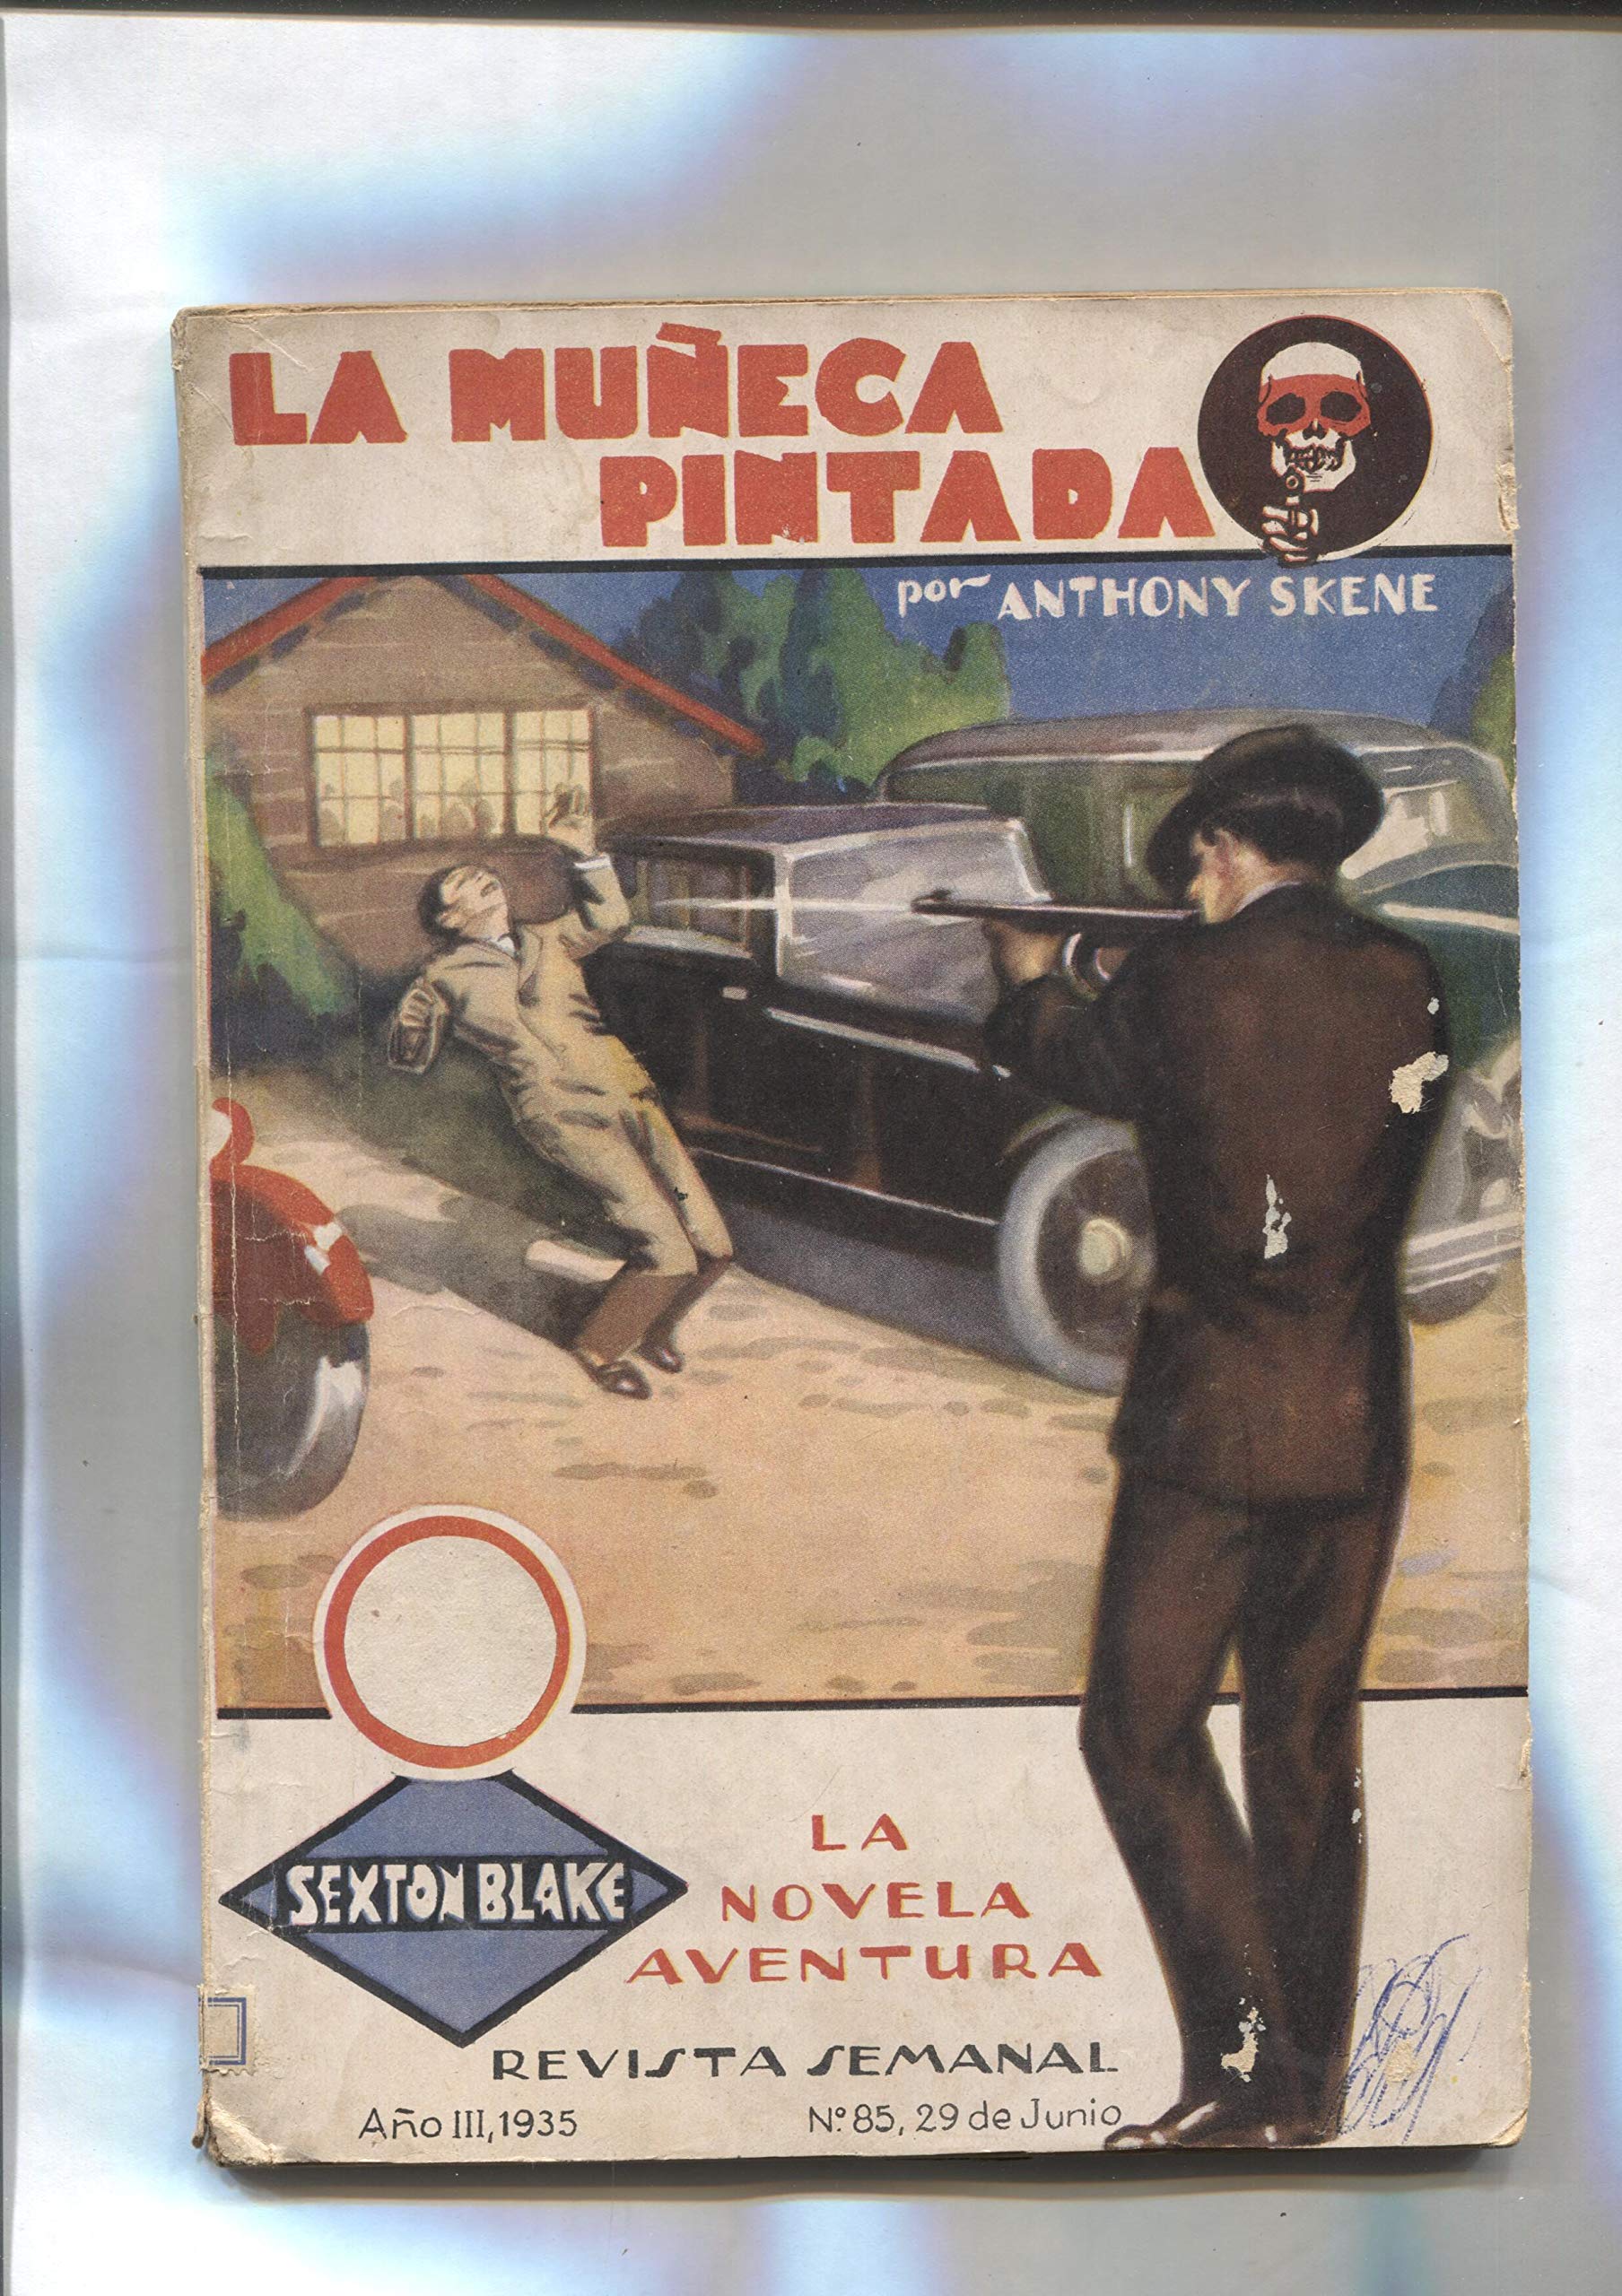 LA MUÑECA
PINTADA
por ANTHONY SKENE
SEXTON BLAKE
LA
NOVELA
AVENTURA
REVISTA SEMANAL
Año III, 1935
Nº 85, 29 de Junio